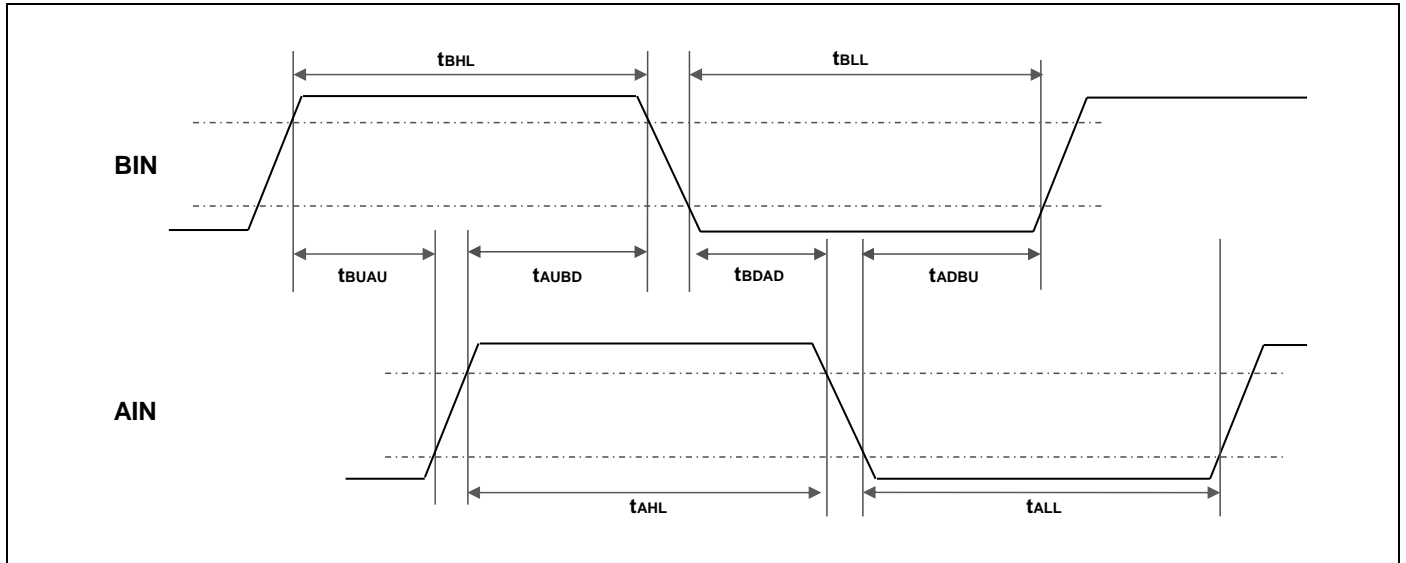 tBHL tBLL
BIN
tBUAU tAUBD tBDAD tADBU
AIN
tAHL tALL